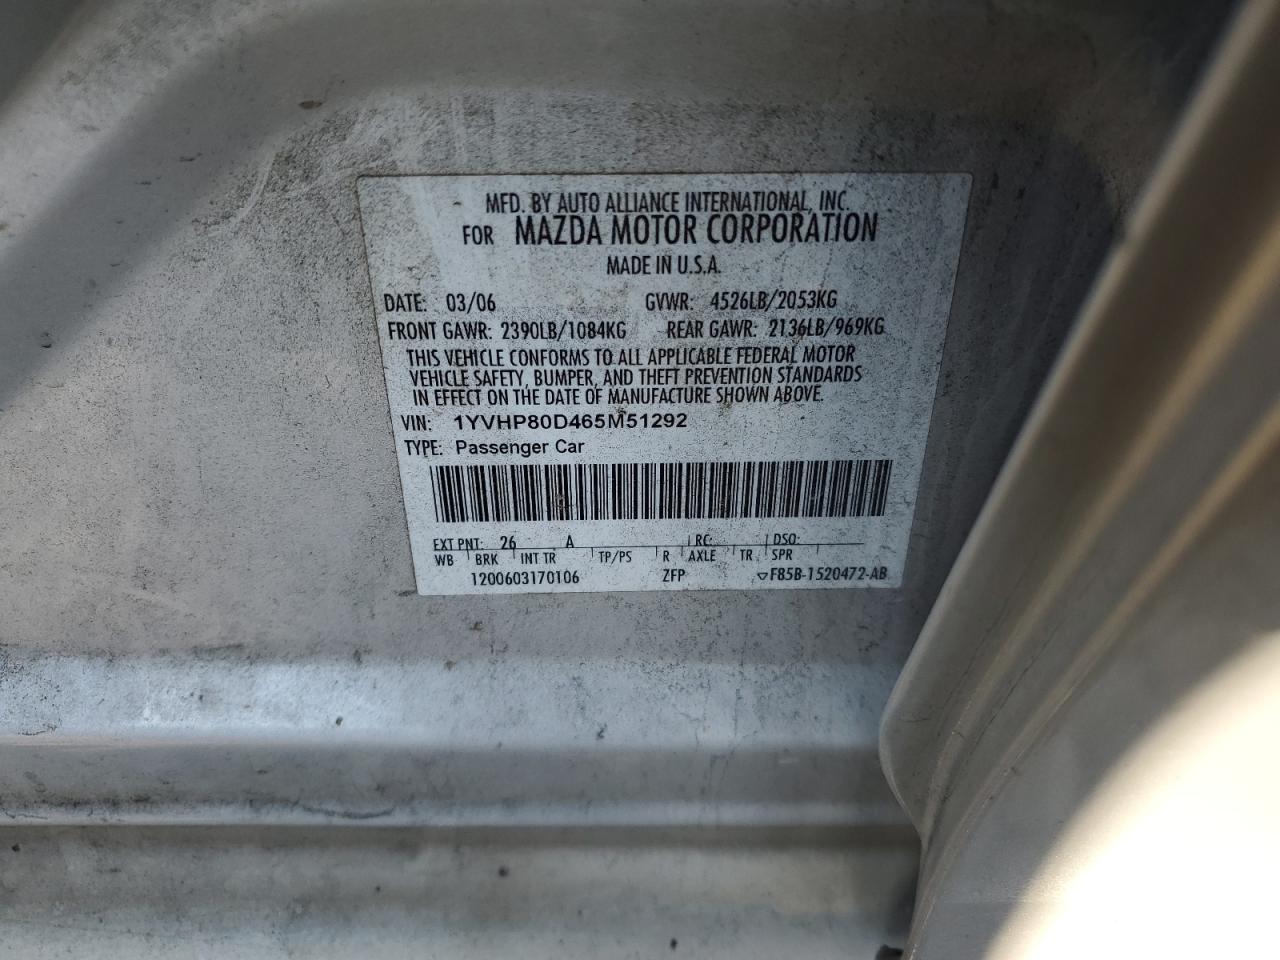 MFD. BY AUTO ALLIANCE INTERNATIONAL, INC.
FOR MAZDA MOTOR CORPORATION
MADE IN U.S.A.
DATE: 03/06 GVWR: 4526LB/2053KG
FRONT GAWR: 2390LB/1084KG REAR GAWR: 2136LB/969KG
THIS VEHICLE CONFORMS TO ALL APPLICABLE FEDERAL MOTOR
VEHICLE SAFETY, BUMPER, AND THEFT PREVENTION STANDARDS
IN EFFECT ON THE DATE OF MANUFACTURE SHOWN ABOVE.
VIN: 1YVHP80D465M51292
TYPE: Passenger Car
EXT PNT: 26 A RC: DSO:
WB BRK INT TR TP/PS R AXLE TR SPR
1200603170106 ZFP ▽F85B-1520472-AB